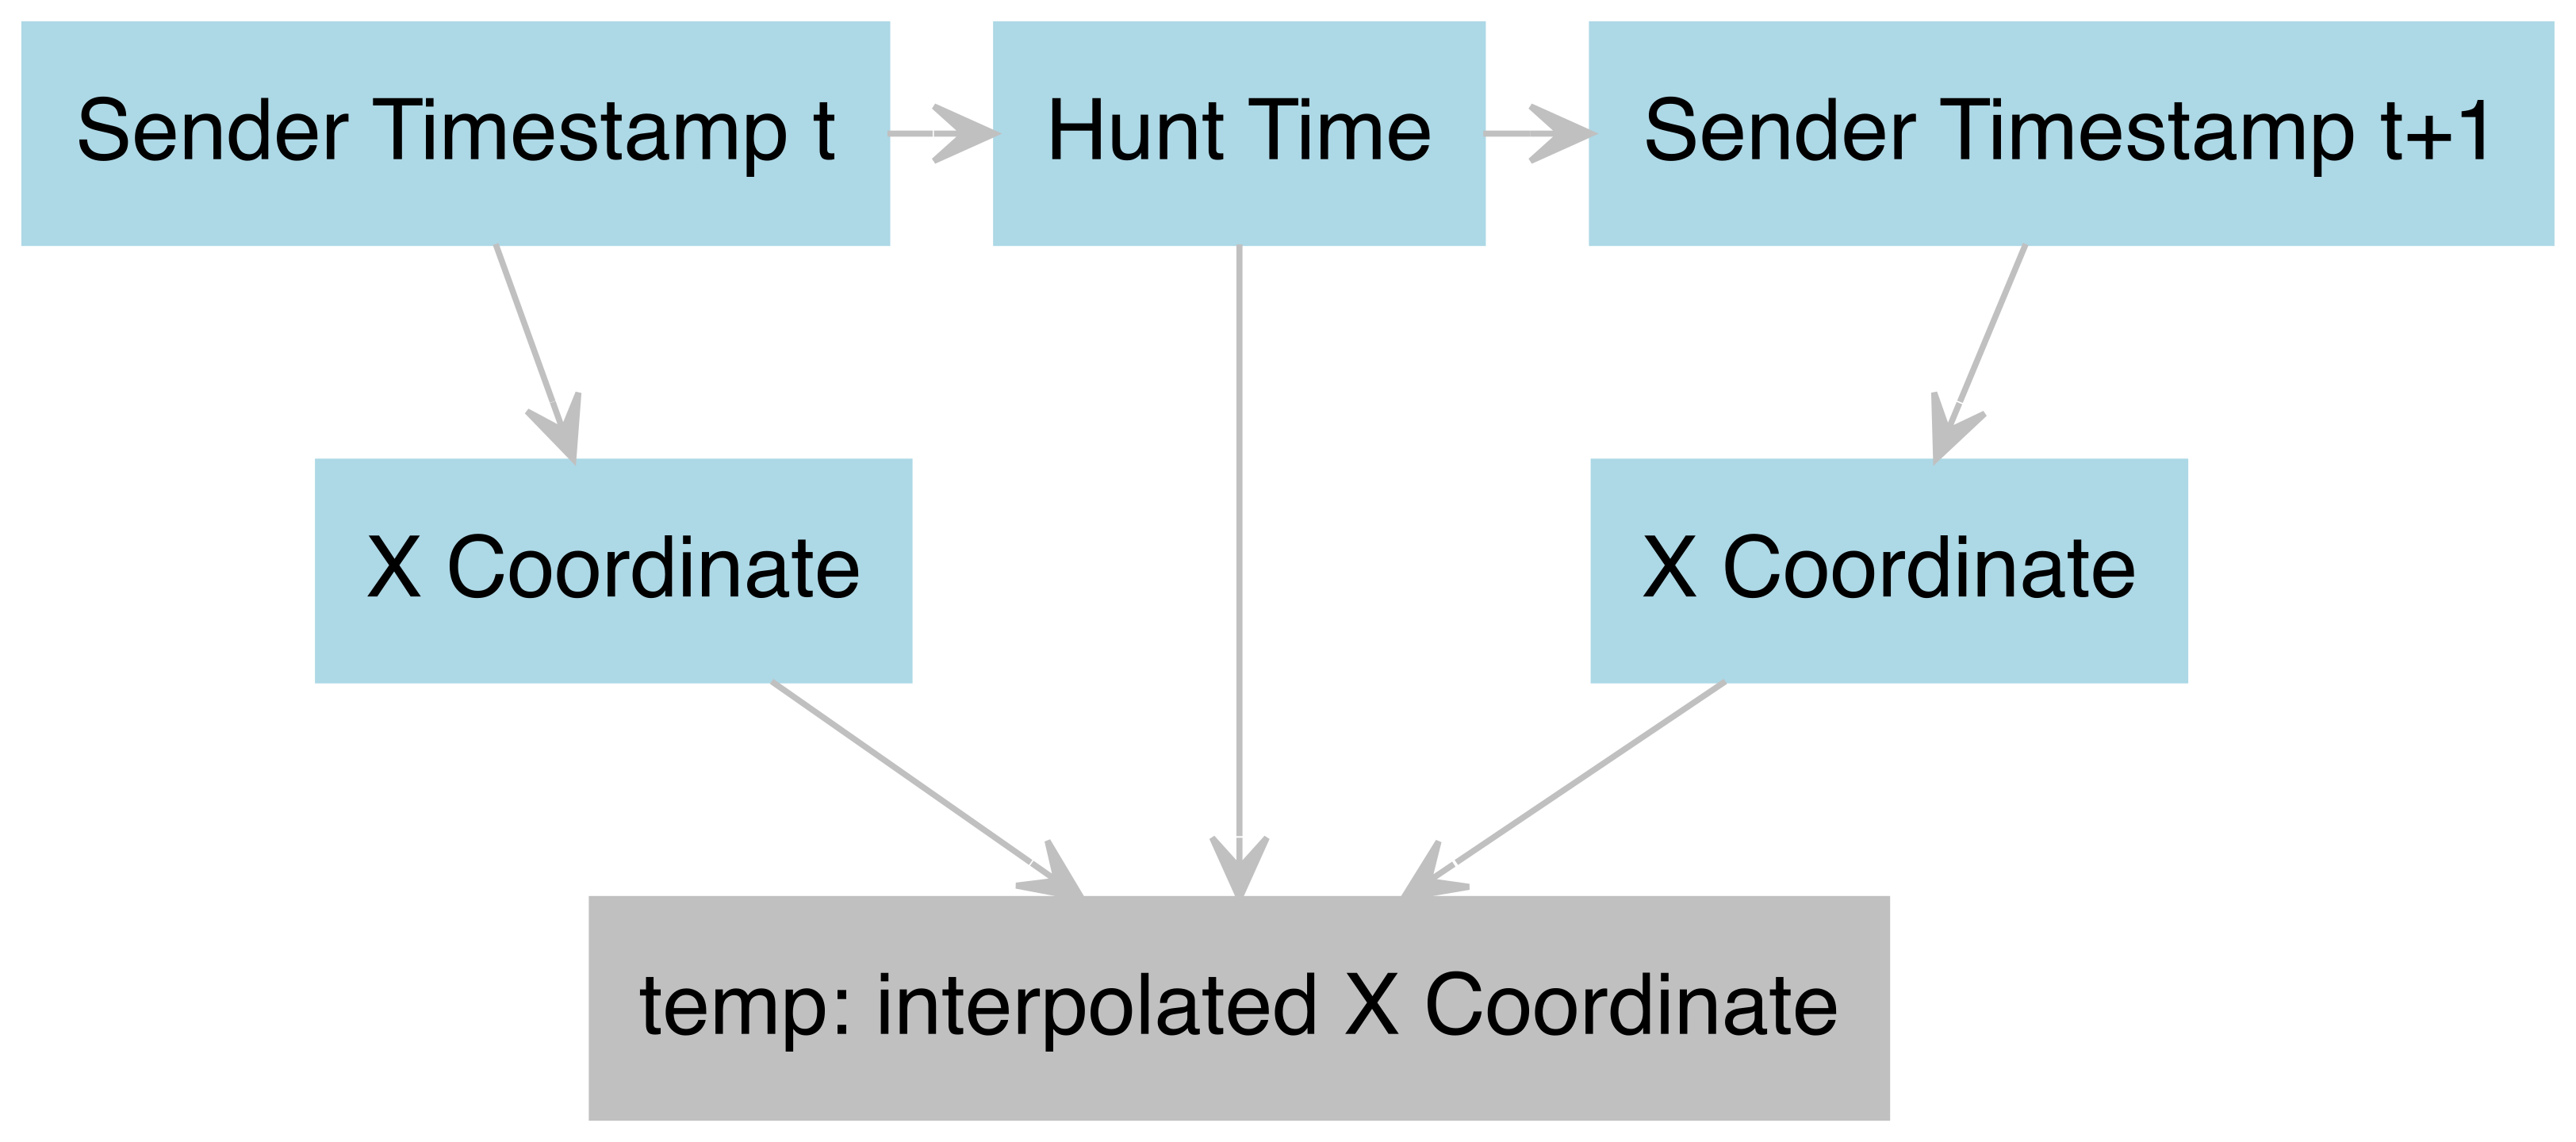 Sender Timestamp t
Hunt Time
Sender Timestamp t+1
X Coordinate
X Coordinate
temp: interpolated X Coordinate